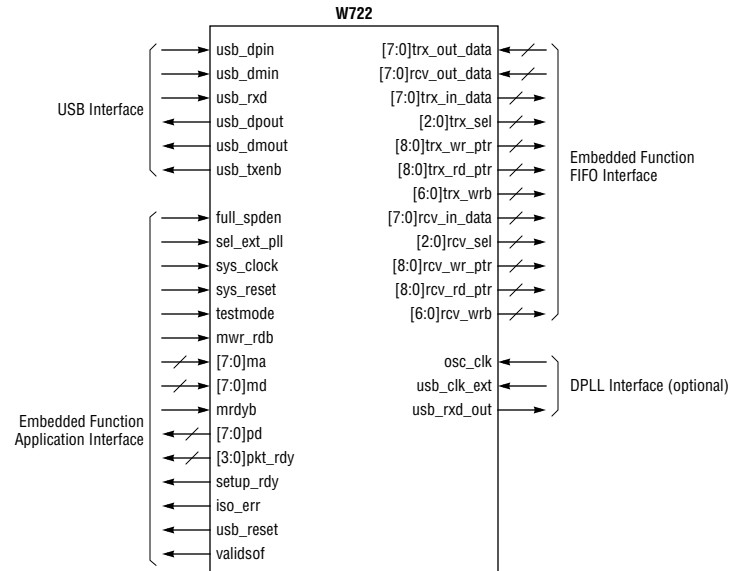 W722
USB Interface
usb_dpin
usb_dmin
usb_rxd
usb_dpout
usb_dmout
usb_txenb
Embedded Function
Application Interface
full_spden
sel_ext_pll
sys_clock
sys_reset
testmode
mwr_rdb
[7:0]ma
[7:0]md
mrdyb
[7:0]pd
[3:0]pkt_rdy
setup_rdy
iso_err
usb_reset
validsof
[7:0]trx_out_data
[7:0]rcv_out_data
[7:0]trx_in_data
[2:0]trx_sel
[8:0]trx_wr_ptr
[8:0]trx_rd_ptr
[6:0]trx_wrb
[7:0]rcv_in_data
[2:0]rcv_sel
[8:0]rcv_wr_ptr
[8:0]rcv_rd_ptr
[6:0]rcv_wrb
Embedded Function
FIFO Interface
osc_clk
usb_clk_ext
usb_rxd_out
DPLL Interface (optional)